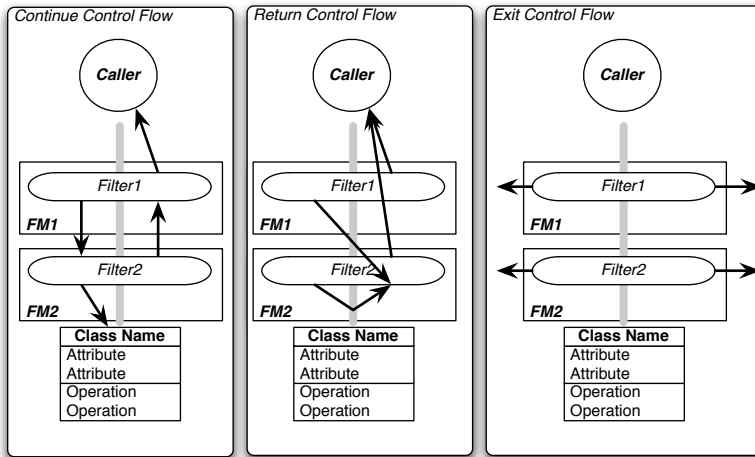 Continue Control Flow
Caller
Filter1
FM1
Filter2
FM2
Class Name
Attribute
Attribute
Operation
Operation
Return Control Flow
Caller
Filter1
FM1
Filter2
FM2
Class Name
Attribute
Attribute
Operation
Operation
Exit Control Flow
Caller
Filter1
FM1
Filter2
FM2
Class Name
Attribute
Attribute
Operation
Operation